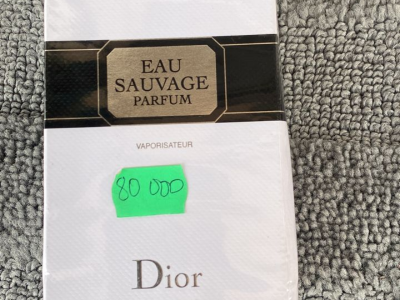 EAU
SAUVAGE
PARFUM
VAPORISATEUR
80 000
Dior